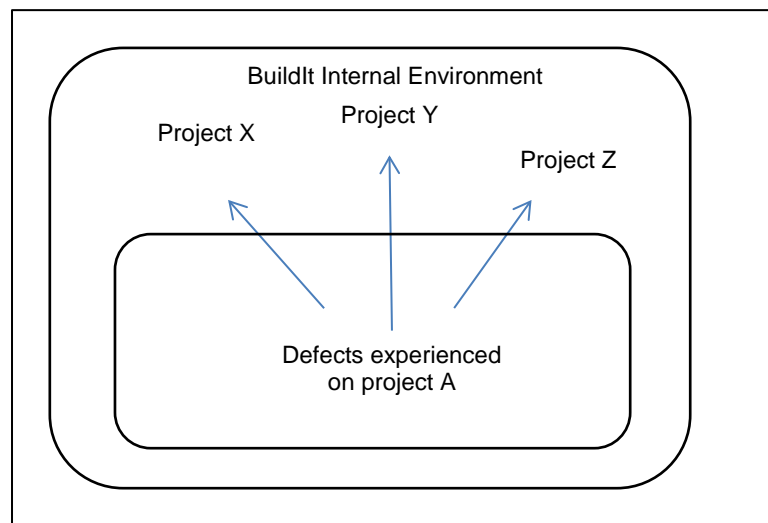 BuildIt Internal Environment
Project Y
Project X
Project Z
Defects experienced
on project A